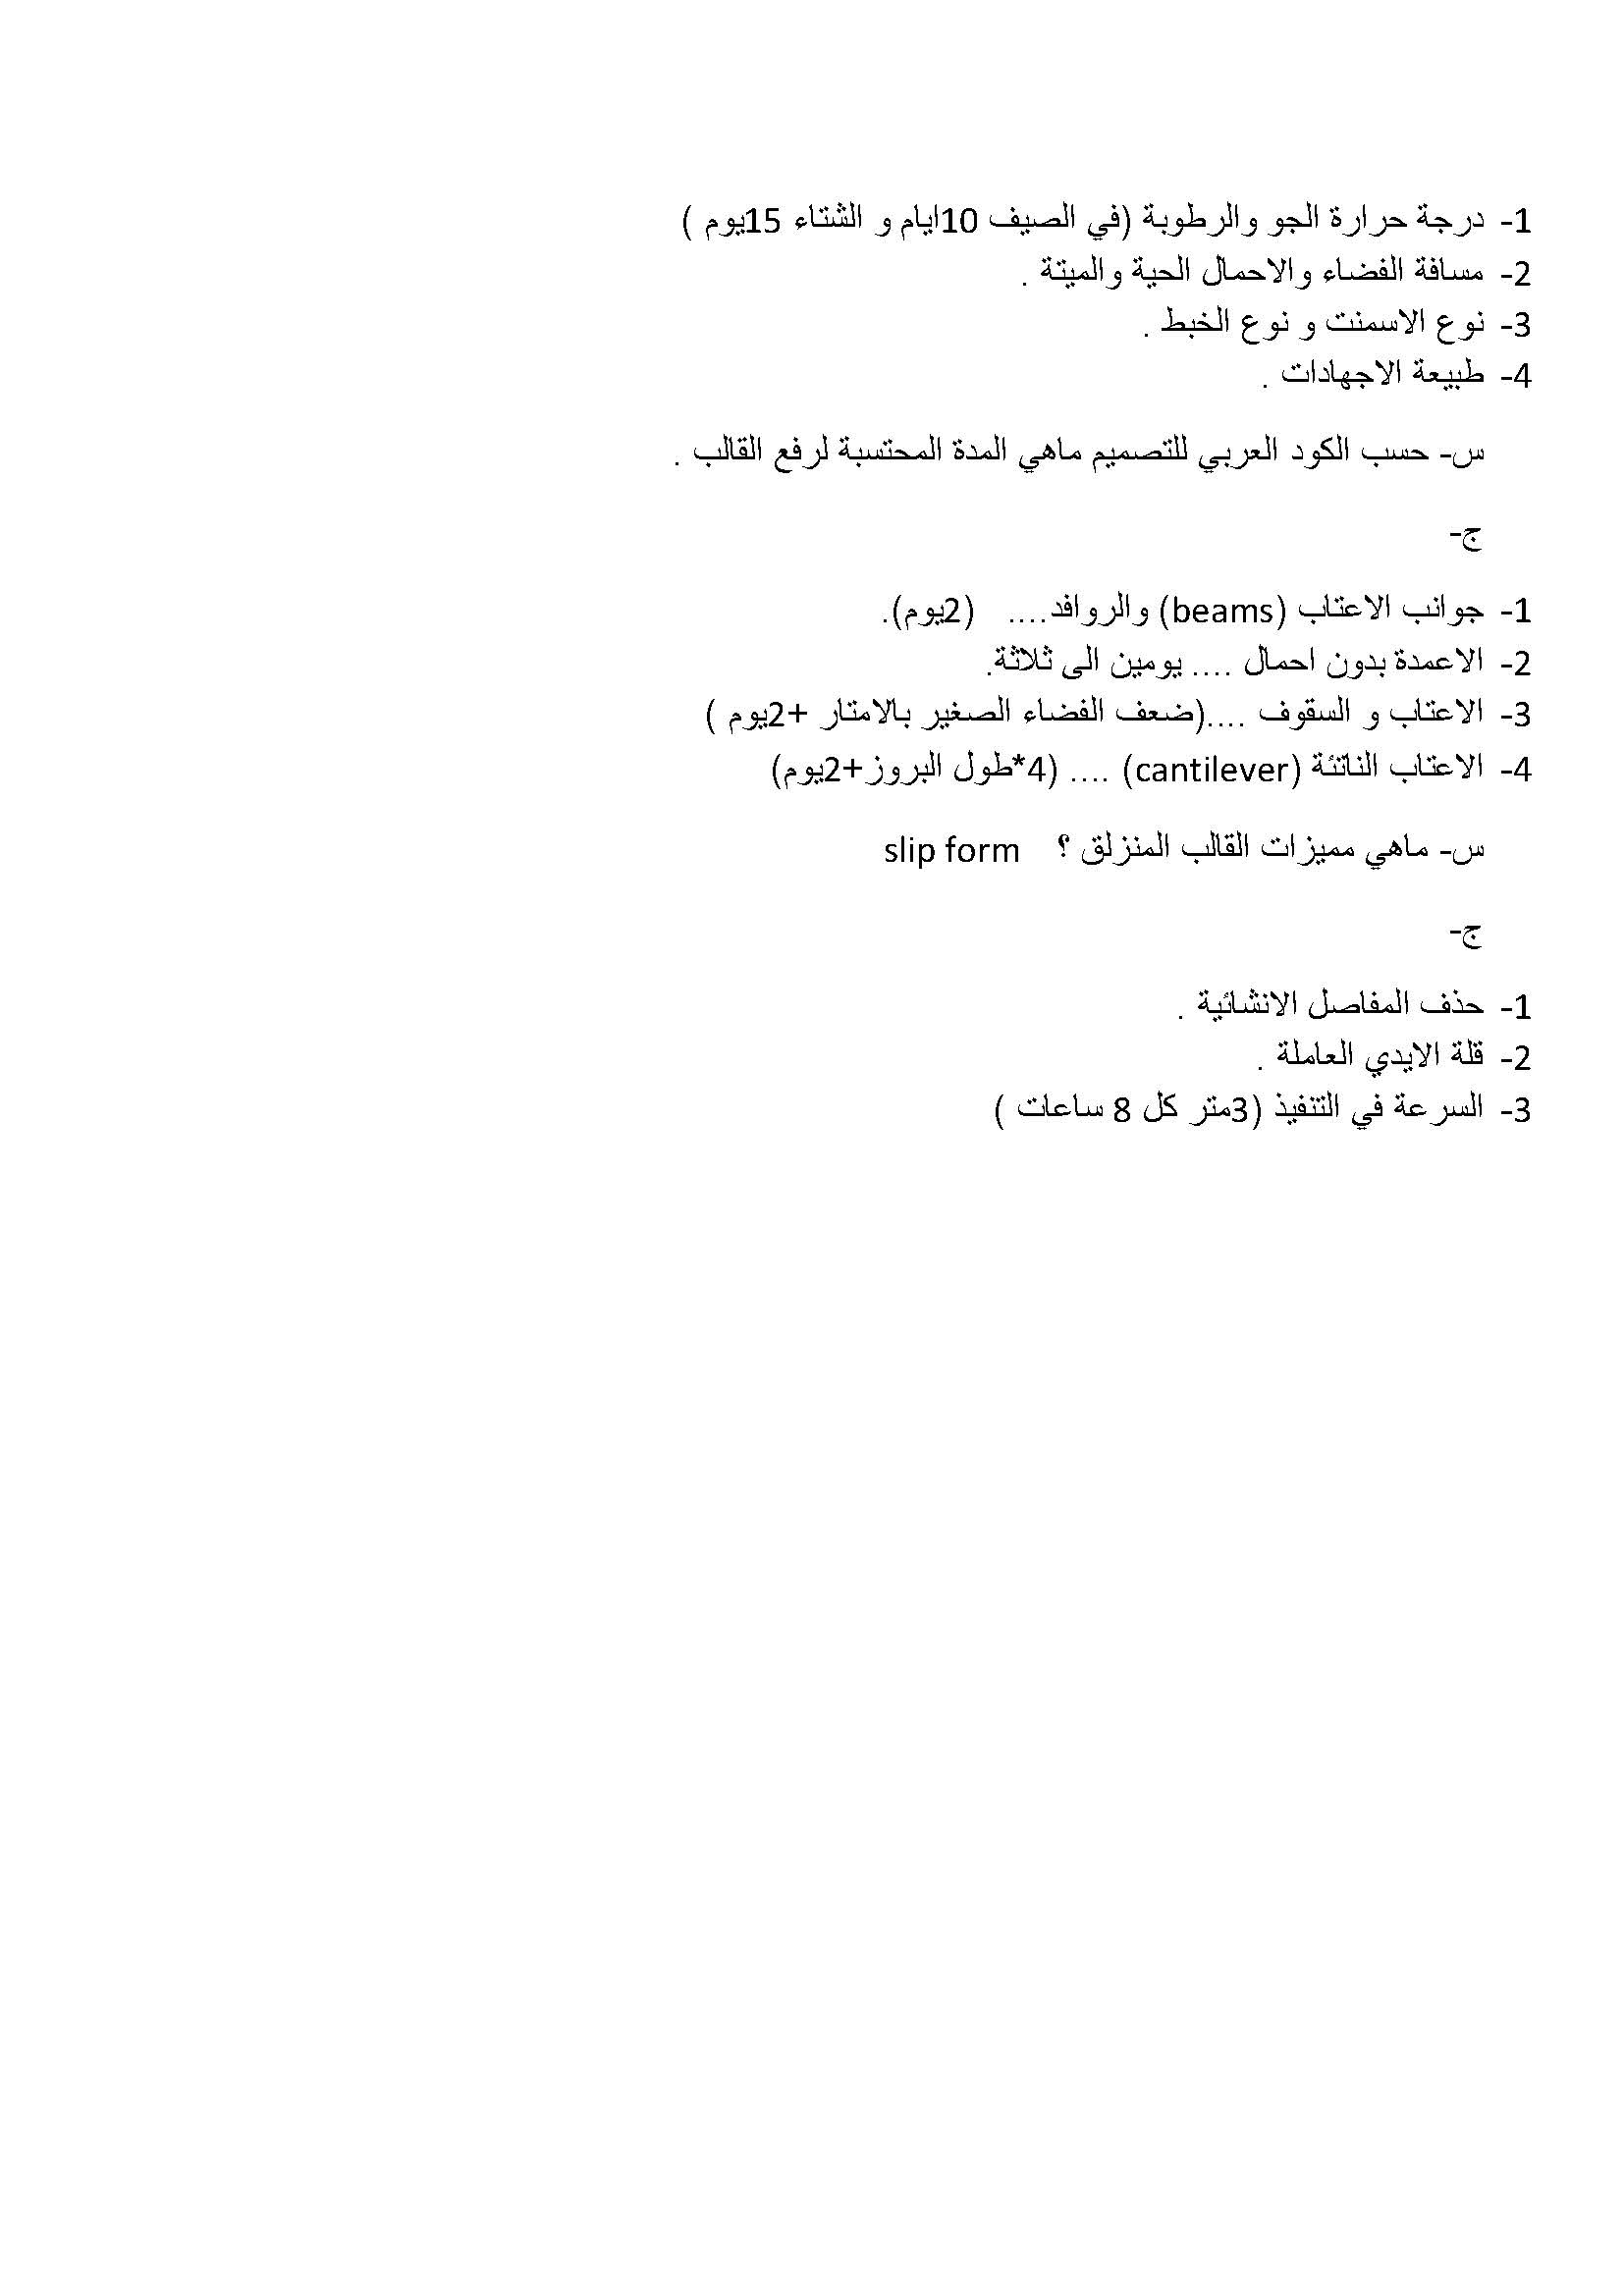 1- درجة حرارة الجو والرطوبة (في الصيف 10ايام و الشتاء 15يوم )
2- مسافة الفضاء والاحمال الحية والميتة .
3- نوع الاسمنت و نوع الخبط .
4- طبيعة الاجهادات .
س- حسب الكود العربي للتصميم ماهي المدة المحتسبة لرفع القالب .
ج-
1- جوانب الاعتاب (beams) والروافد.... (2يوم).
2- الاعمدة بدون احمال .... يومين الى ثلاثة.
3- الاعتاب و السقوف ....(ضعف الفضاء الصغير بالامتار +2يوم )
4- الاعتاب الناتئة (cantilever) .... (4*طول البروز+2يوم)
س- ماهي مميزات القالب المنزلق ؟ slip form
ج-
1- حذف المفاصل الانشائية .
2- قلة الايدي العاملة .
3- السرعة في التنفيذ (3متر كل 8 ساعات )